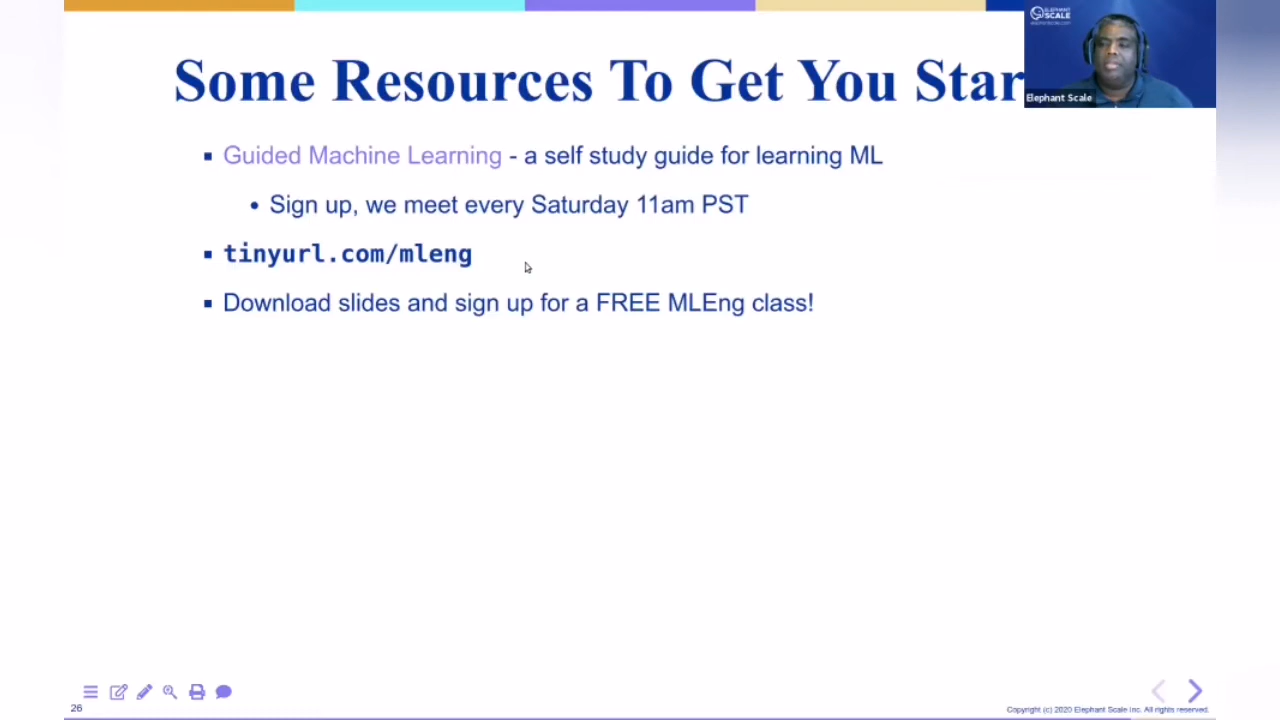 Some Resources To Get You Star
ELEPHANT
SCALE
Elephant Scale
Guided Machine Learning - a self study guide for learning ML
Sign up, we meet every Saturday 11am PST
tinyurl.com/mleng
Download slides and sign up for a FREE MLEng class!
26
Copyright (c) 2020 Elephant Scale Inc. All rights reserved.